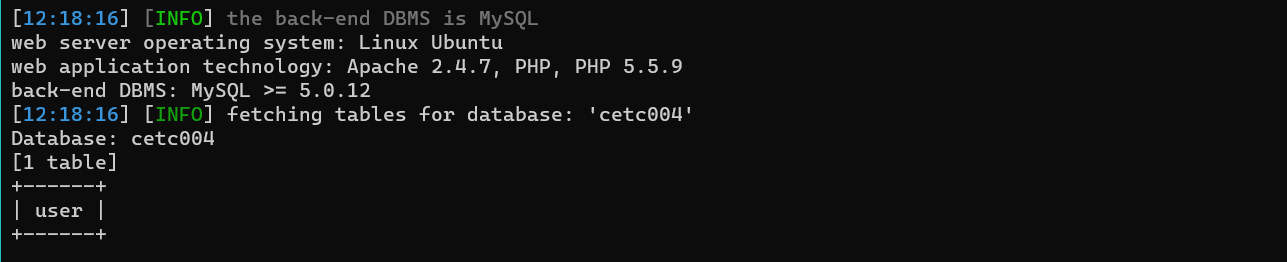 [12:18:16] [INFO] the back-end DBMS is MySQL
web server operating system: Linux Ubuntu
web application technology: Apache 2.4.7, PHP, PHP 5.5.9
back-end DBMS: MySQL >= 5.0.12
[12:18:16] [INFO] fetching tables for database: 'cetc004'
Database: cetc004
[1 table]
+------+
| user |
+------+